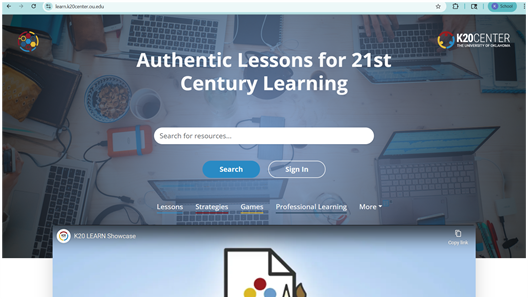 learn.k20center.ou.edu
School
K20CENTER
THE UNIVERSITY OF OKLAHOMA
Authentic Lessons for 21st
Century Learning
Search for resources...
Search
Sign In
Lessons
Strategies
Games
Professional Learning
More
K20 LEARN Showcase
Copy link